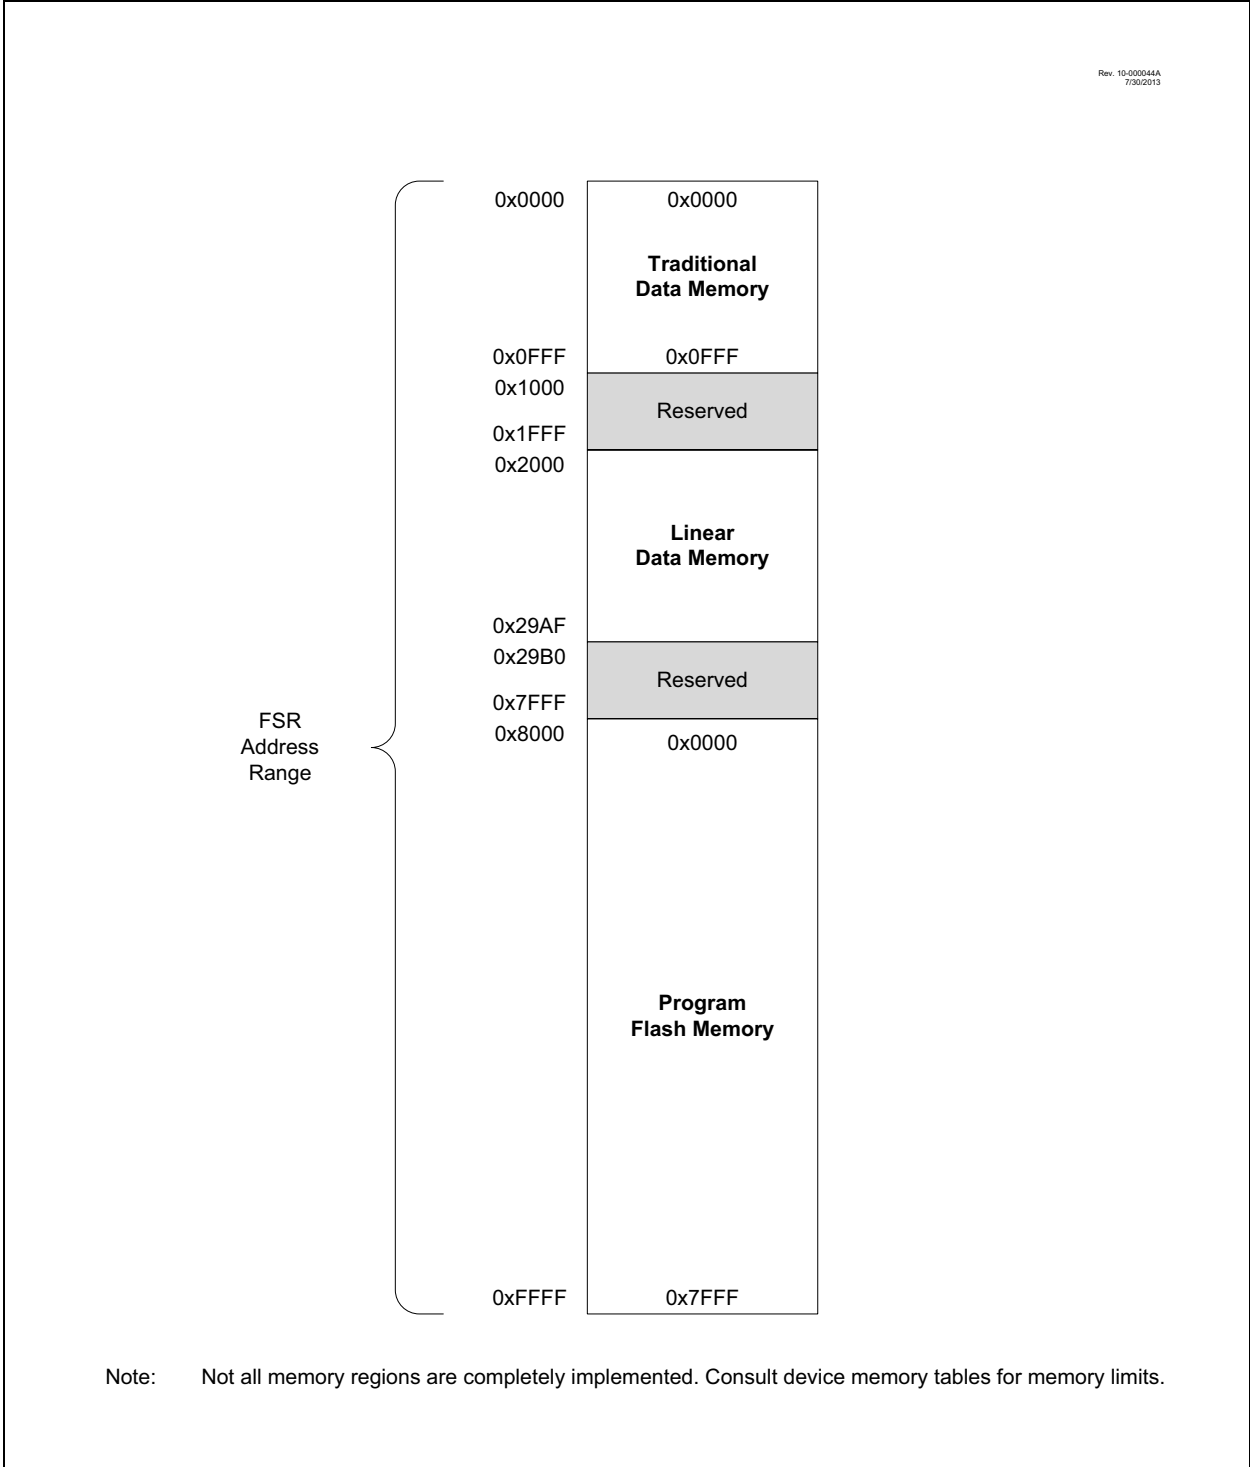 Rev. 10-000044A
7/30/2013
0x0000 0x0000
Traditional
Data Memory
0x0FFF 0x0FFF
0x1000
Reserved
0x1FFF
0x2000
Linear
Data Memory
0x29AF
0x29B0
Reserved
0x7FFF
FSR
Address
Range
0x8000 0x0000
Program
Flash Memory
0xFFFF 0x7FFF
Note: Not all memory regions are completely implemented. Consult device memory tables for memory limits.